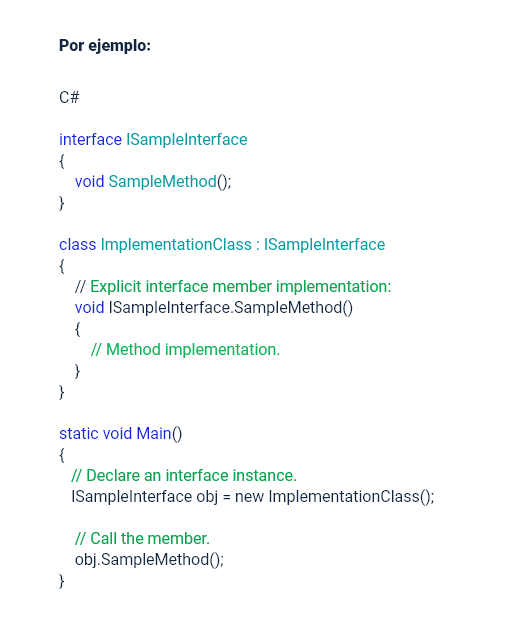 Por ejemplo:
C#
interface ISampleInterface
{
    void SampleMethod();
}
class ImplementationClass : ISampleInterface
{
    // Explicit interface member implementation:
    void ISampleInterface.SampleMethod()
    {
        // Method implementation.
    }
}
static void Main()
{
   // Declare an interface instance.
   ISampleInterface obj = new ImplementationClass();
    // Call the member.
    obj.SampleMethod();
}